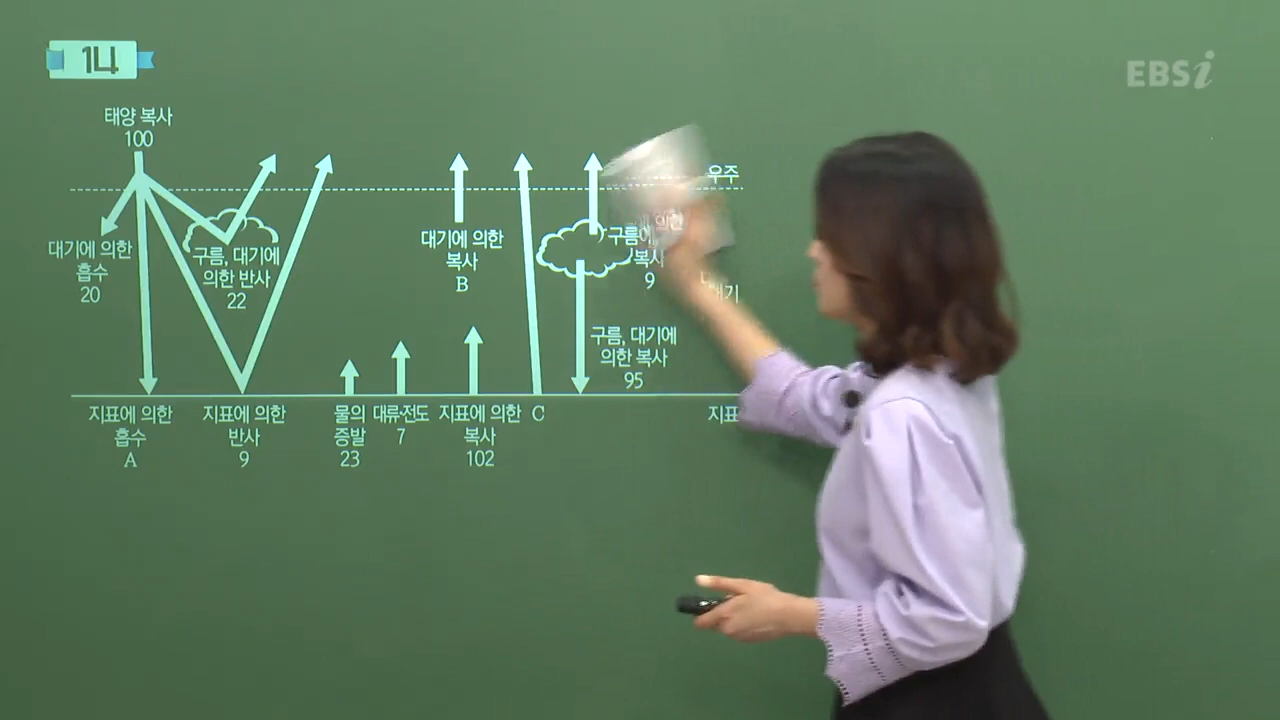 14
EBSi
태양 복사
100
우주
대기에 의한
흡수
20
구름, 대기에
의한 반사
22
대기에 의한
복사
B
구름에 의한
복사
9
구름, 대기에
의한 복사
95
지표에 의한
흡수
A
지표에 의한
반사
9
물의
증발
23
대류·전도
7
지표에 의한
복사
102
C
지표